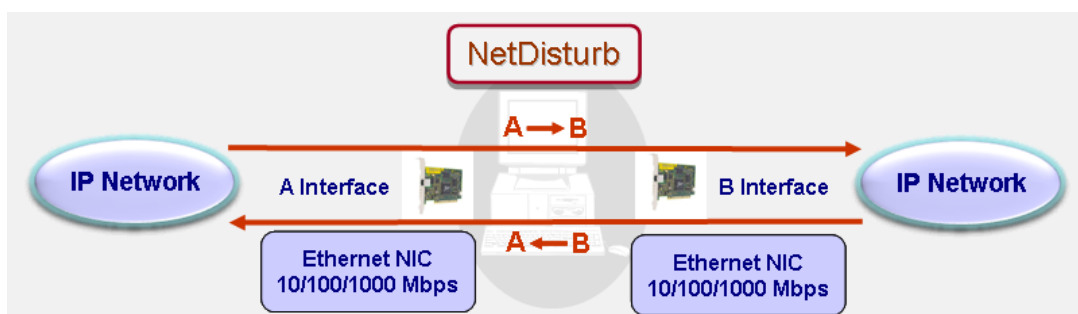 NetDisturb
A → B
IP Network
A Interface
B Interface
IP Network
A ← B
Ethernet NIC
10/100/1000 Mbps
Ethernet NIC
10/100/1000 Mbps